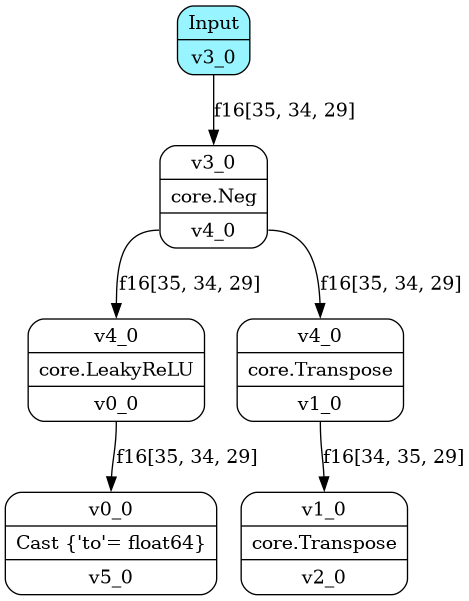 Input
v3_0
f16[35, 34, 29]
v3_0
core.Neg
v4_0
f16[35, 34, 29]
f16[35, 34, 29]
v4_0
core.LeakyReLU
v0_0
v4_0
core.Transpose
v1_0
f16[35, 34, 29]
f16[34, 35, 29]
v0_0
Cast {'to'= float64}
v5_0
v1_0
core.Transpose
v2_0